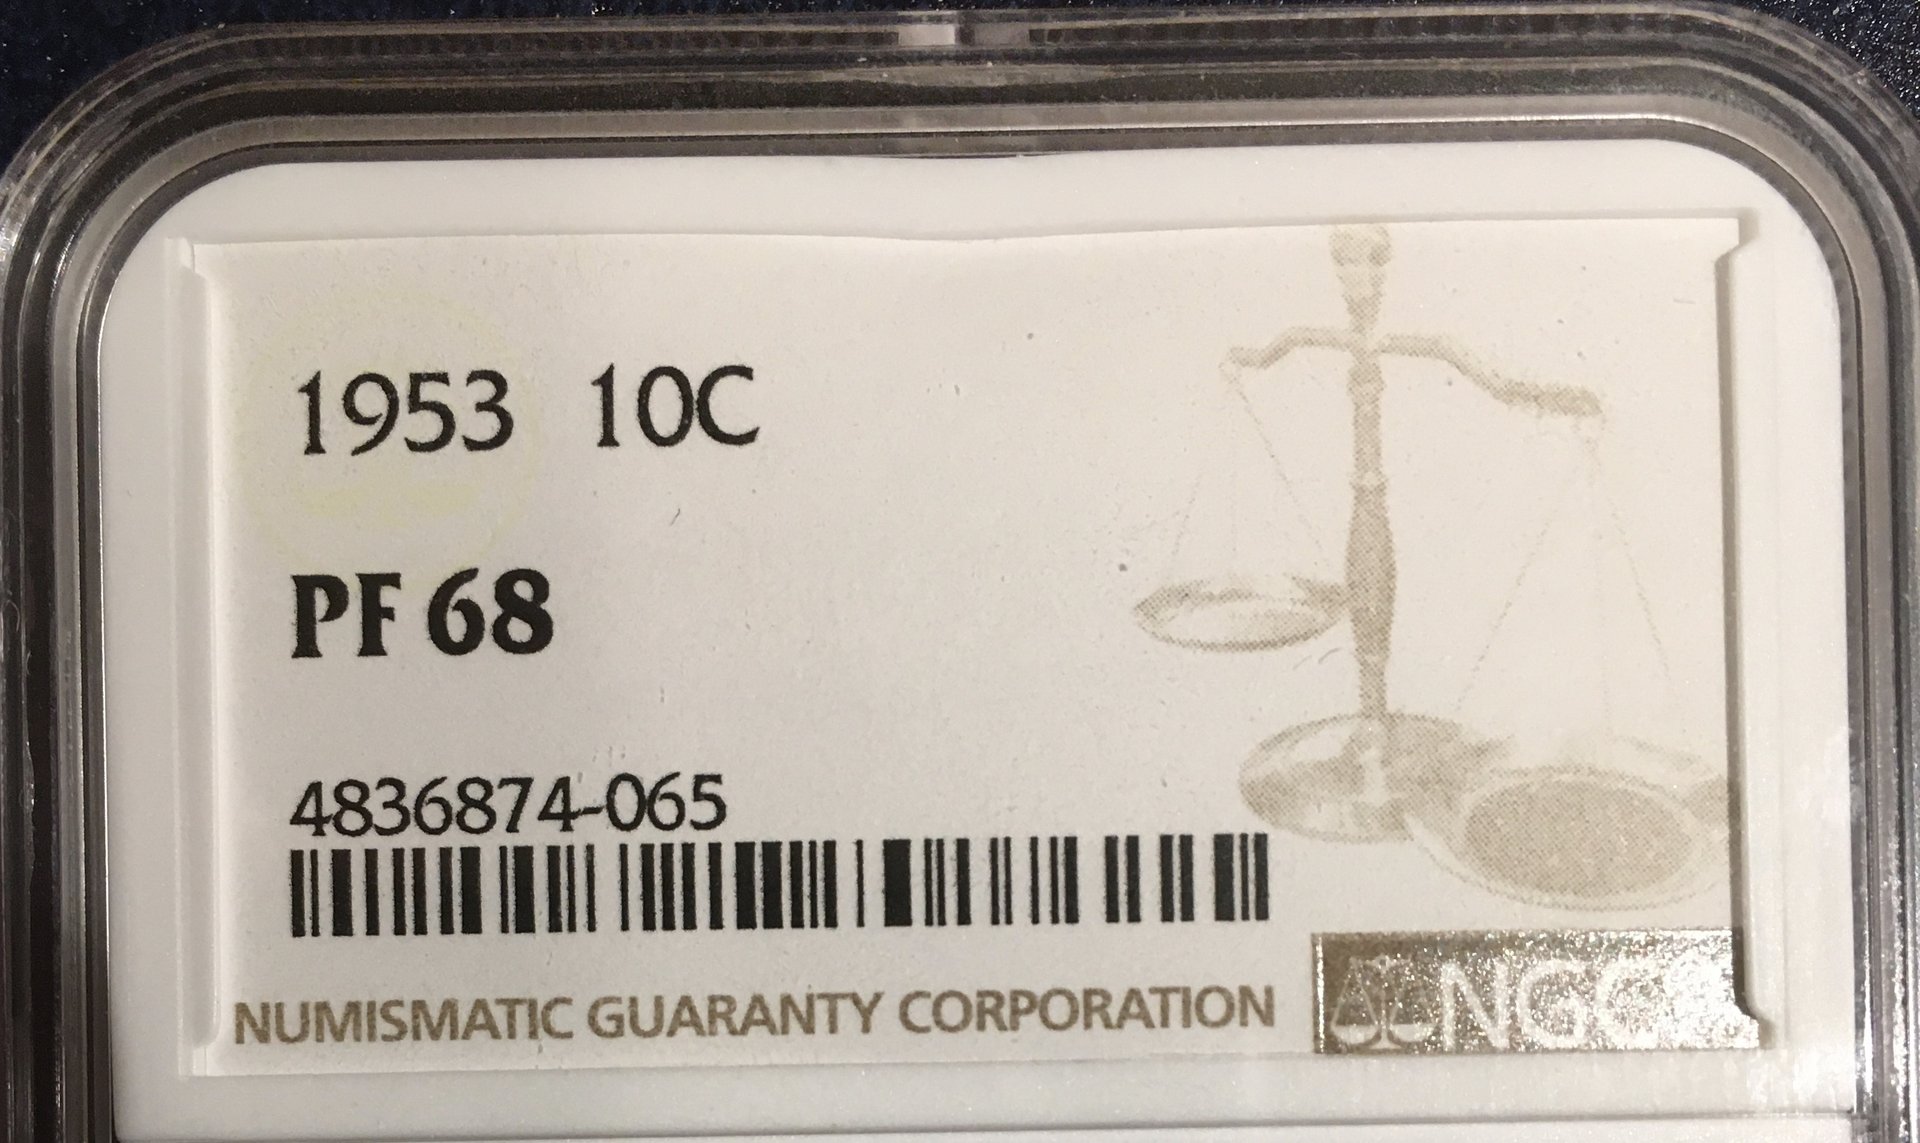 1953 10C
PF 68
4836874-065
NUMISMATIC GUARANTY CORPORATION
NGC